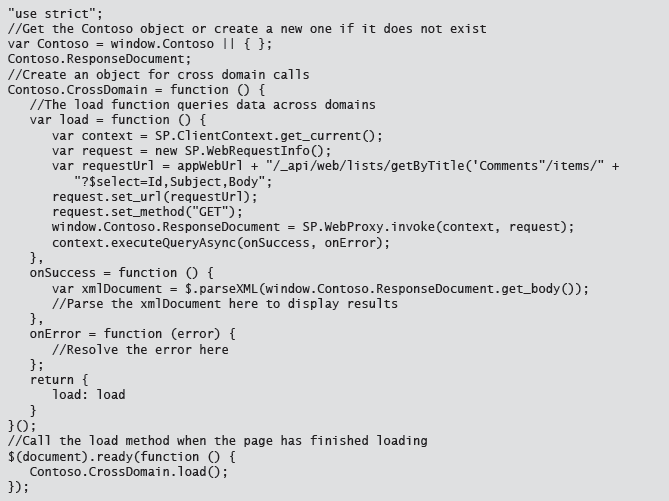 "use strict";
//Get the Contoso object or create a new one if it does not exist
var Contoso = window.Contoso || { };
Contoso.ResponseDocument;
//Create an object for cross domain calls
Contoso.CrossDomain = function () {
   //The load function queries data across domains
   var load = function () {
      var context = SP.ClientContext.get_current();
      var request = new SP.WebRequestInfo();
      var requestUrl = appWebUrl + "/_api/web/lists/getByTitle('Comments"/items/" +
         "?$select=Id,Subject,Body";
      request.set_url(requestUrl);
      request.set_method("GET");
      window.Contoso.ResponseDocument = SP.WebProxy.invoke(context, request);
      context.executeQueryAsync(onSuccess, onError);
   },
   onSuccess = function () {
      var xmlDocument = $.parseXML(window.Contoso.ResponseDocument.get_body());
      //Parse the xmlDocument here to display results
   },
   onError = function (error) {
      //Resolve the error here
   };
   return {
      load: load
   }
}();
//Call the load method when the page has finished loading
$(document).ready(function () {
   Contoso.CrossDomain.load();
});